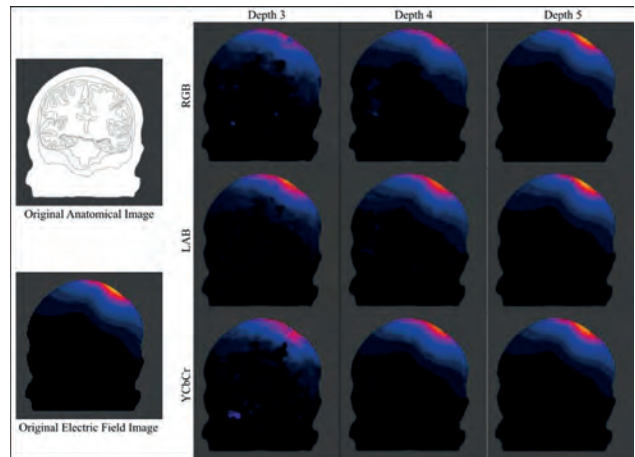 Depth 3 Depth 4 Depth 5
RGB
Original Anatomical Image
LAB
YCbCr
Original Electric Field Image